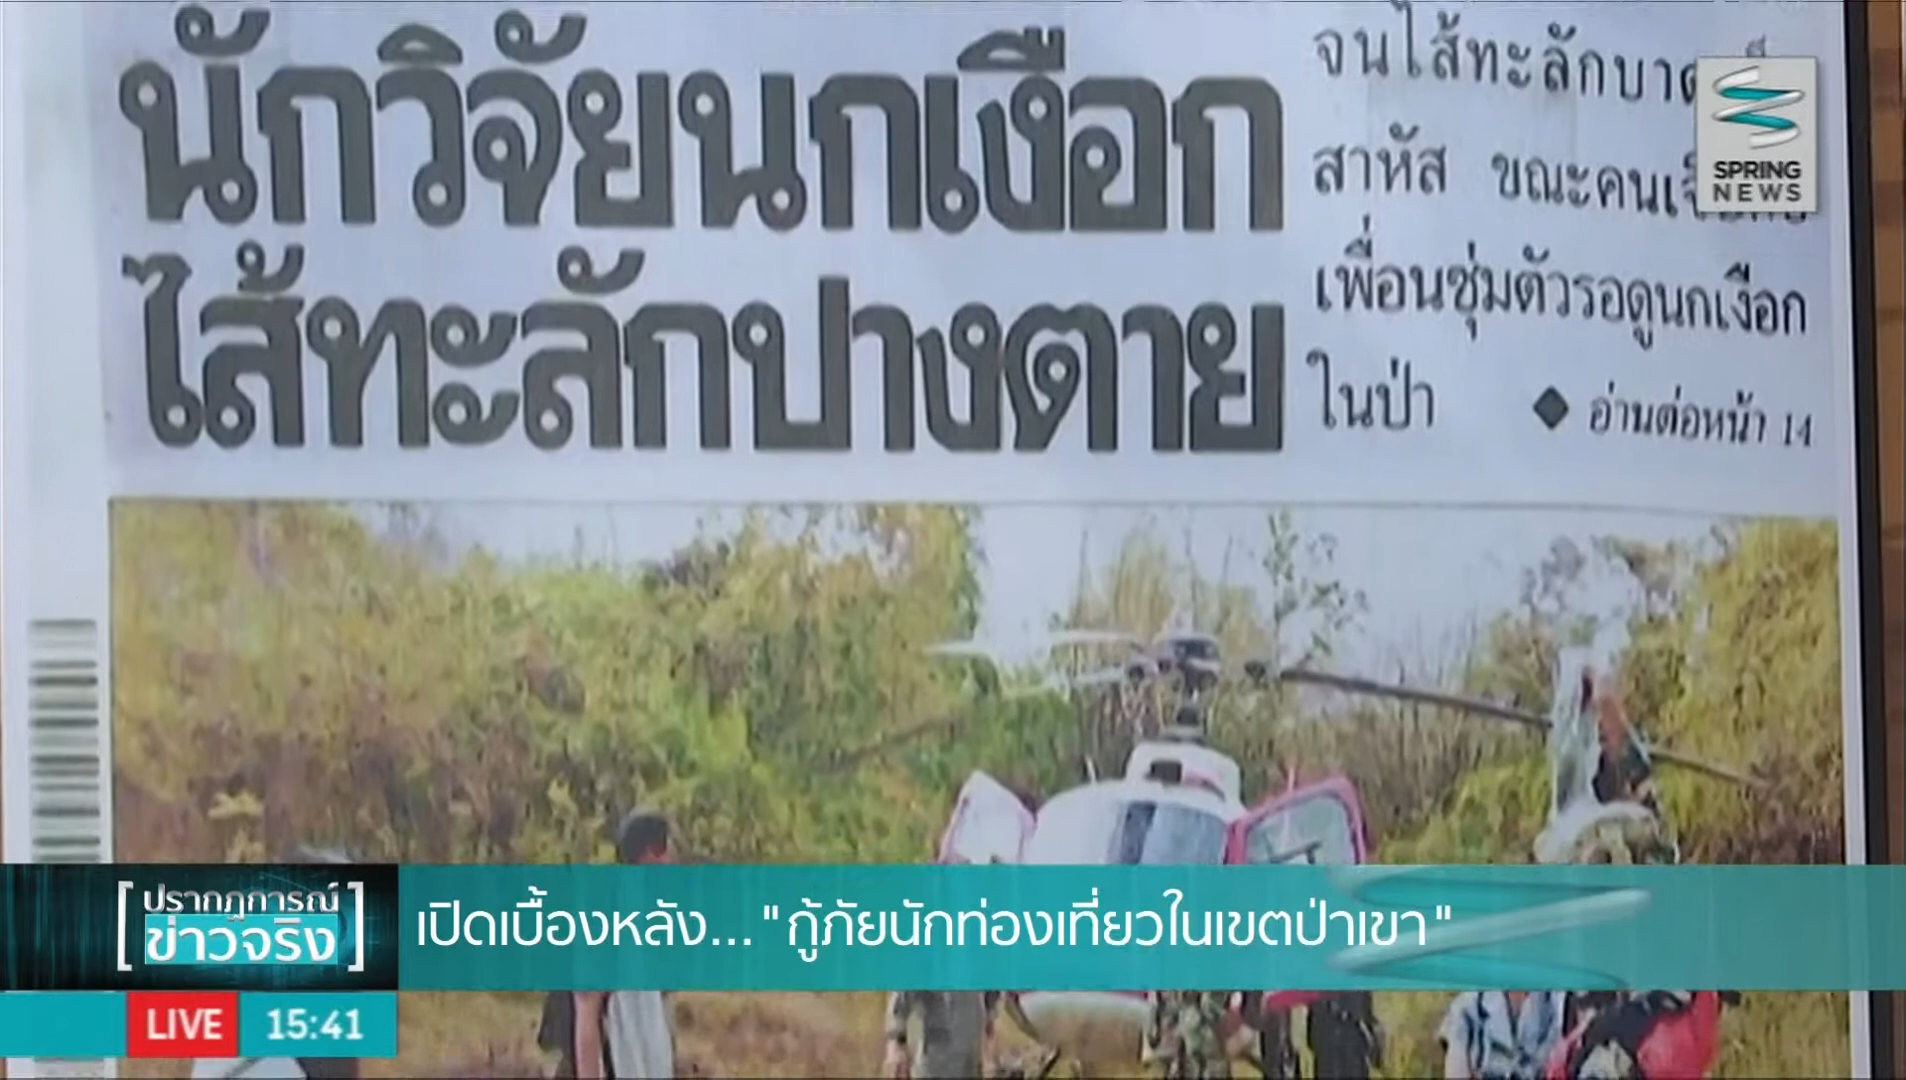 นักวิจัยนกเงือก
ไส้ทะลักปางตาย
จนไส้ทะลัก
สาหัส ขณะคน
เพื่อนซุ่มตัวรอดูนกเงือก
ในป่า ◆ อ่านต่อหน้า 14
SPRING
NEWS
[ปรากฏการณ์
ข่าวจริง]
เปิดเบื้องหลัง..."กู้ภัยนักท่องเที่ยวในเขตป่าเขา"
LIVE 15:41